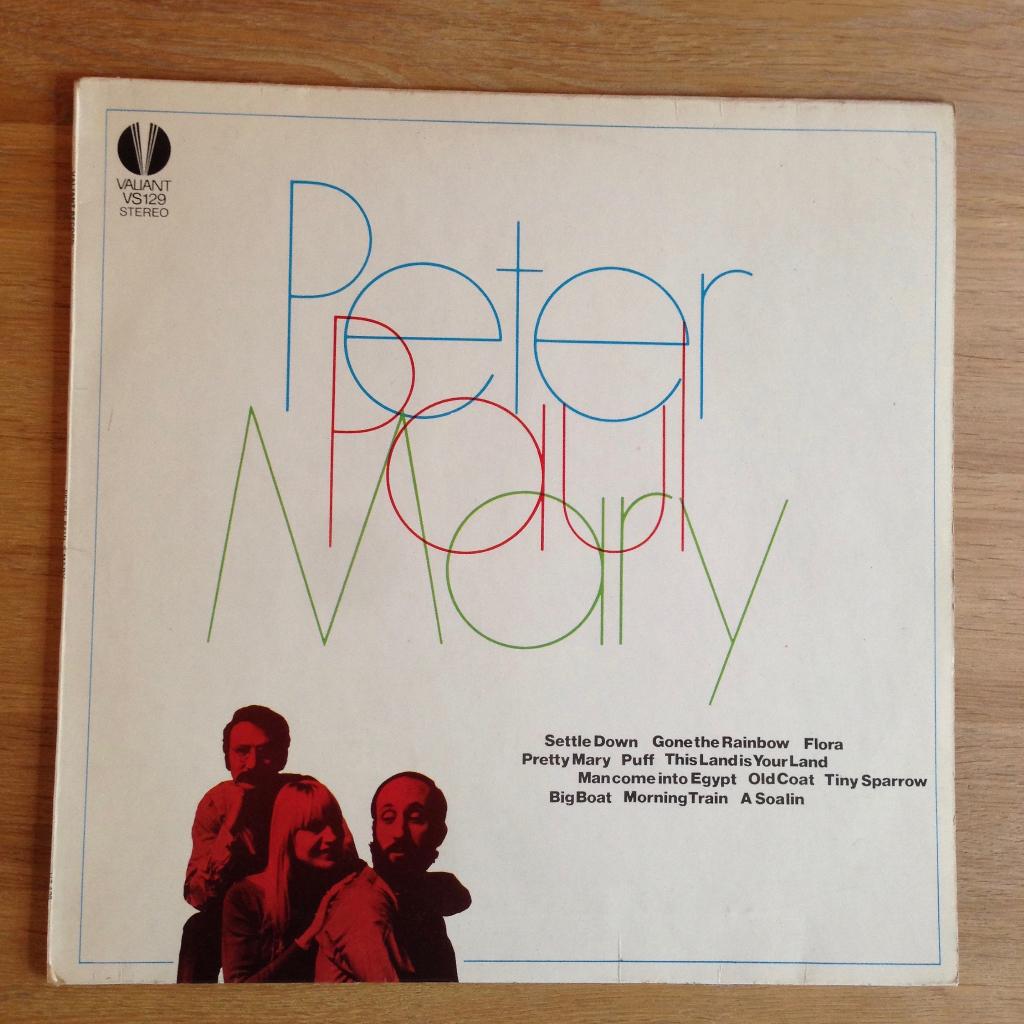 VALIANT
VS129
STEREO
Peter
Paul
Mary
Settle Down Gone the Rainbow Flora
Pretty Mary Puff This Land is Your Land
Man come into Egypt Old Coat Tiny Sparrow
Big Boat Morning Train A Soalin